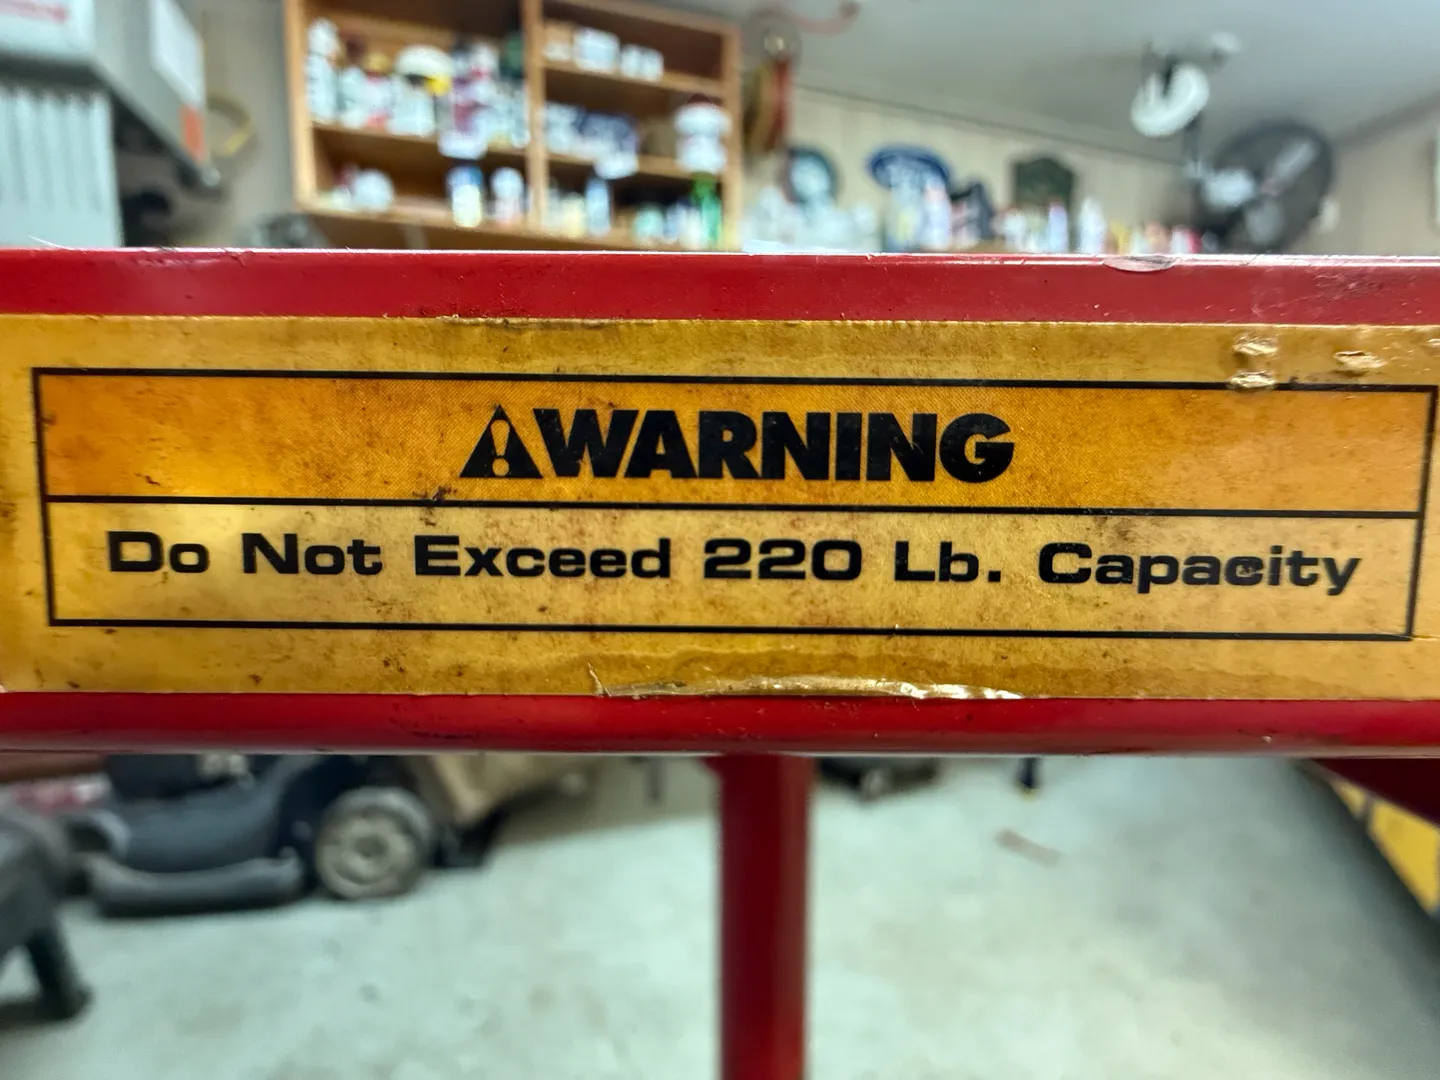 WARNING
Do Not Exceed 220 Lb. Capacity